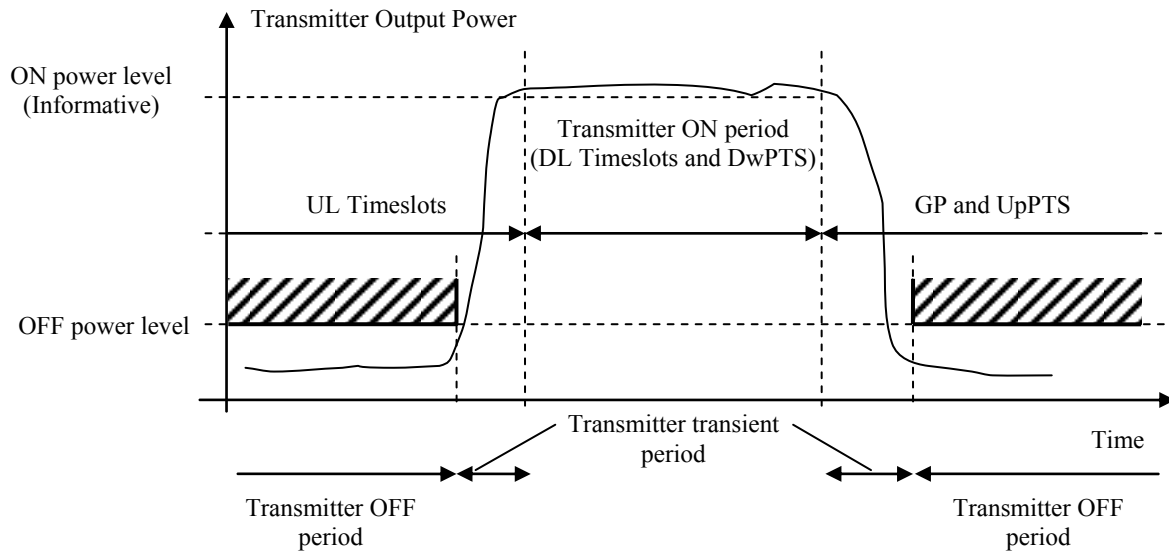 Transmitter Output Power
ON power level
(Informative)
Transmitter ON period
(DL Timeslots and DwPTS)
UL Timeslots
GP and UpPTS
OFF power level
Transmitter transient
period
Time
Transmitter OFF
period
Transmitter OFF
period